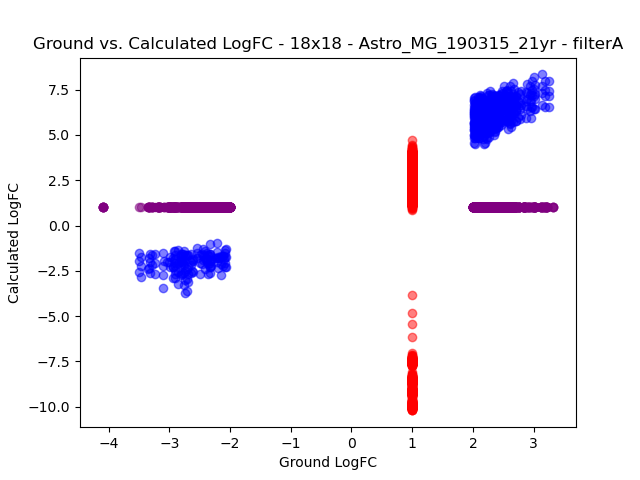 Ground vs. Calculated LogFC - 18x18 - Astro_MG_190315_21yr - filterA
7.5
5.0
2.5
0.0
−2.5
−5.0
−7.5
−10.0
Calculated LogFC
−4 −3 −2 −1 0 1 2 3
Ground LogFC